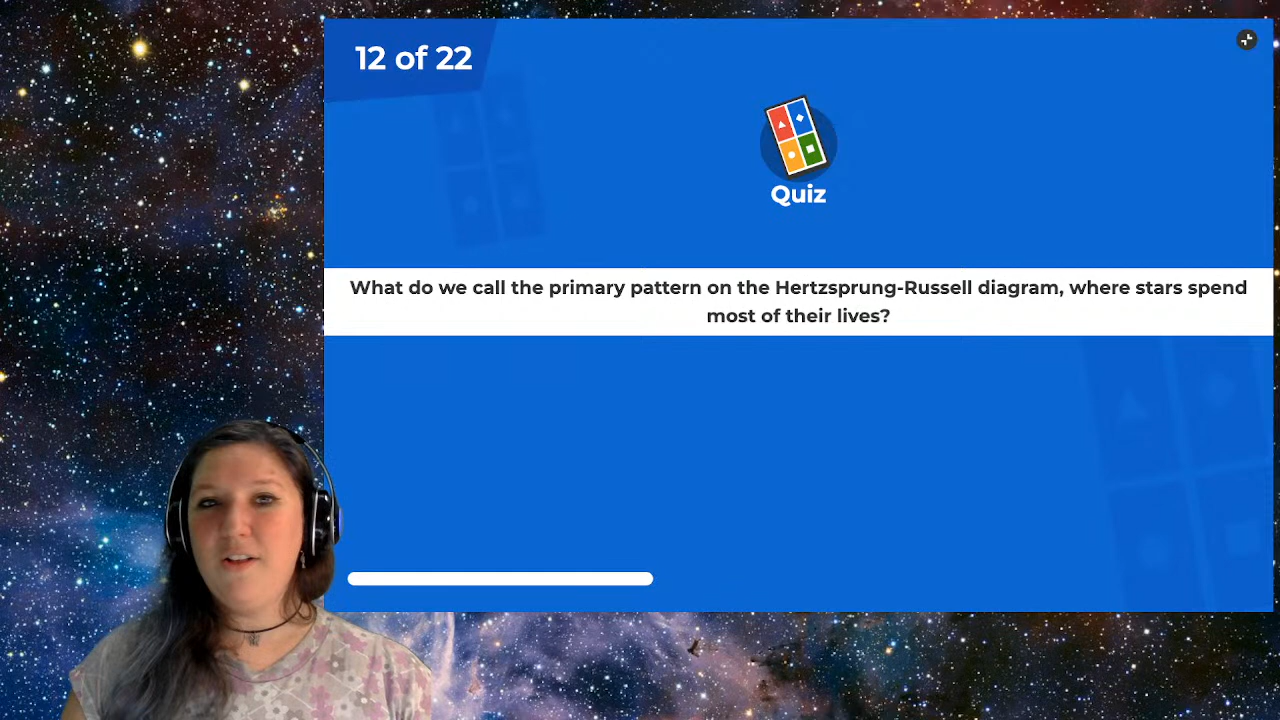 12 of 22
Quiz
What do we call the primary pattern on the Hertzsprung-Russell diagram, where stars spend
most of their lives?